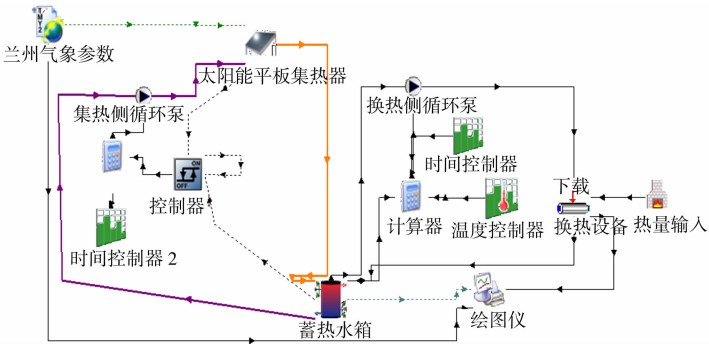 TMY2
兰州气象参数
太阳能平板集热器
集热侧循环泵
换热侧循环泵
时间控制器
ON
OFF
控制器
计算器
温度控制器
下载
换热设备
热量输入
时间控制器 2
蓄热水箱
绘图仪